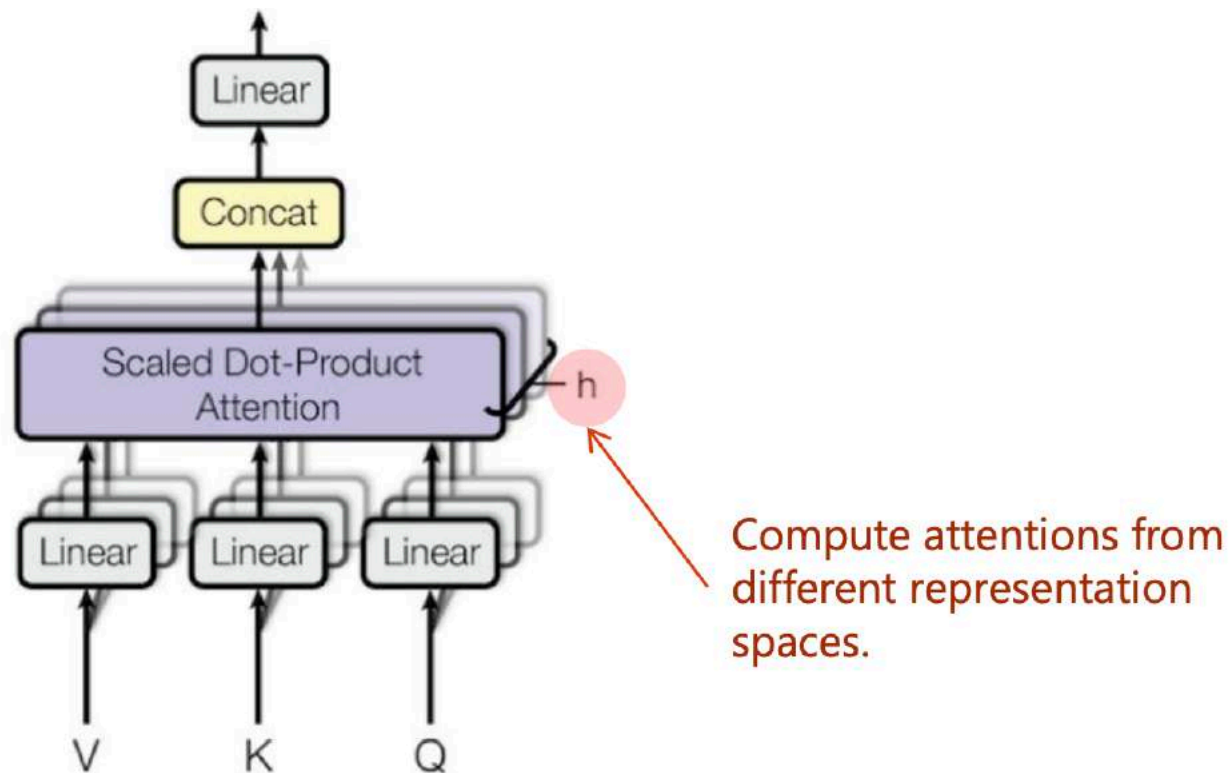 Linear
Concat
Scaled Dot-Product
Attention
h
Linear
Linear
Linear
V
K
Q
Compute attentions from
different representation
spaces.